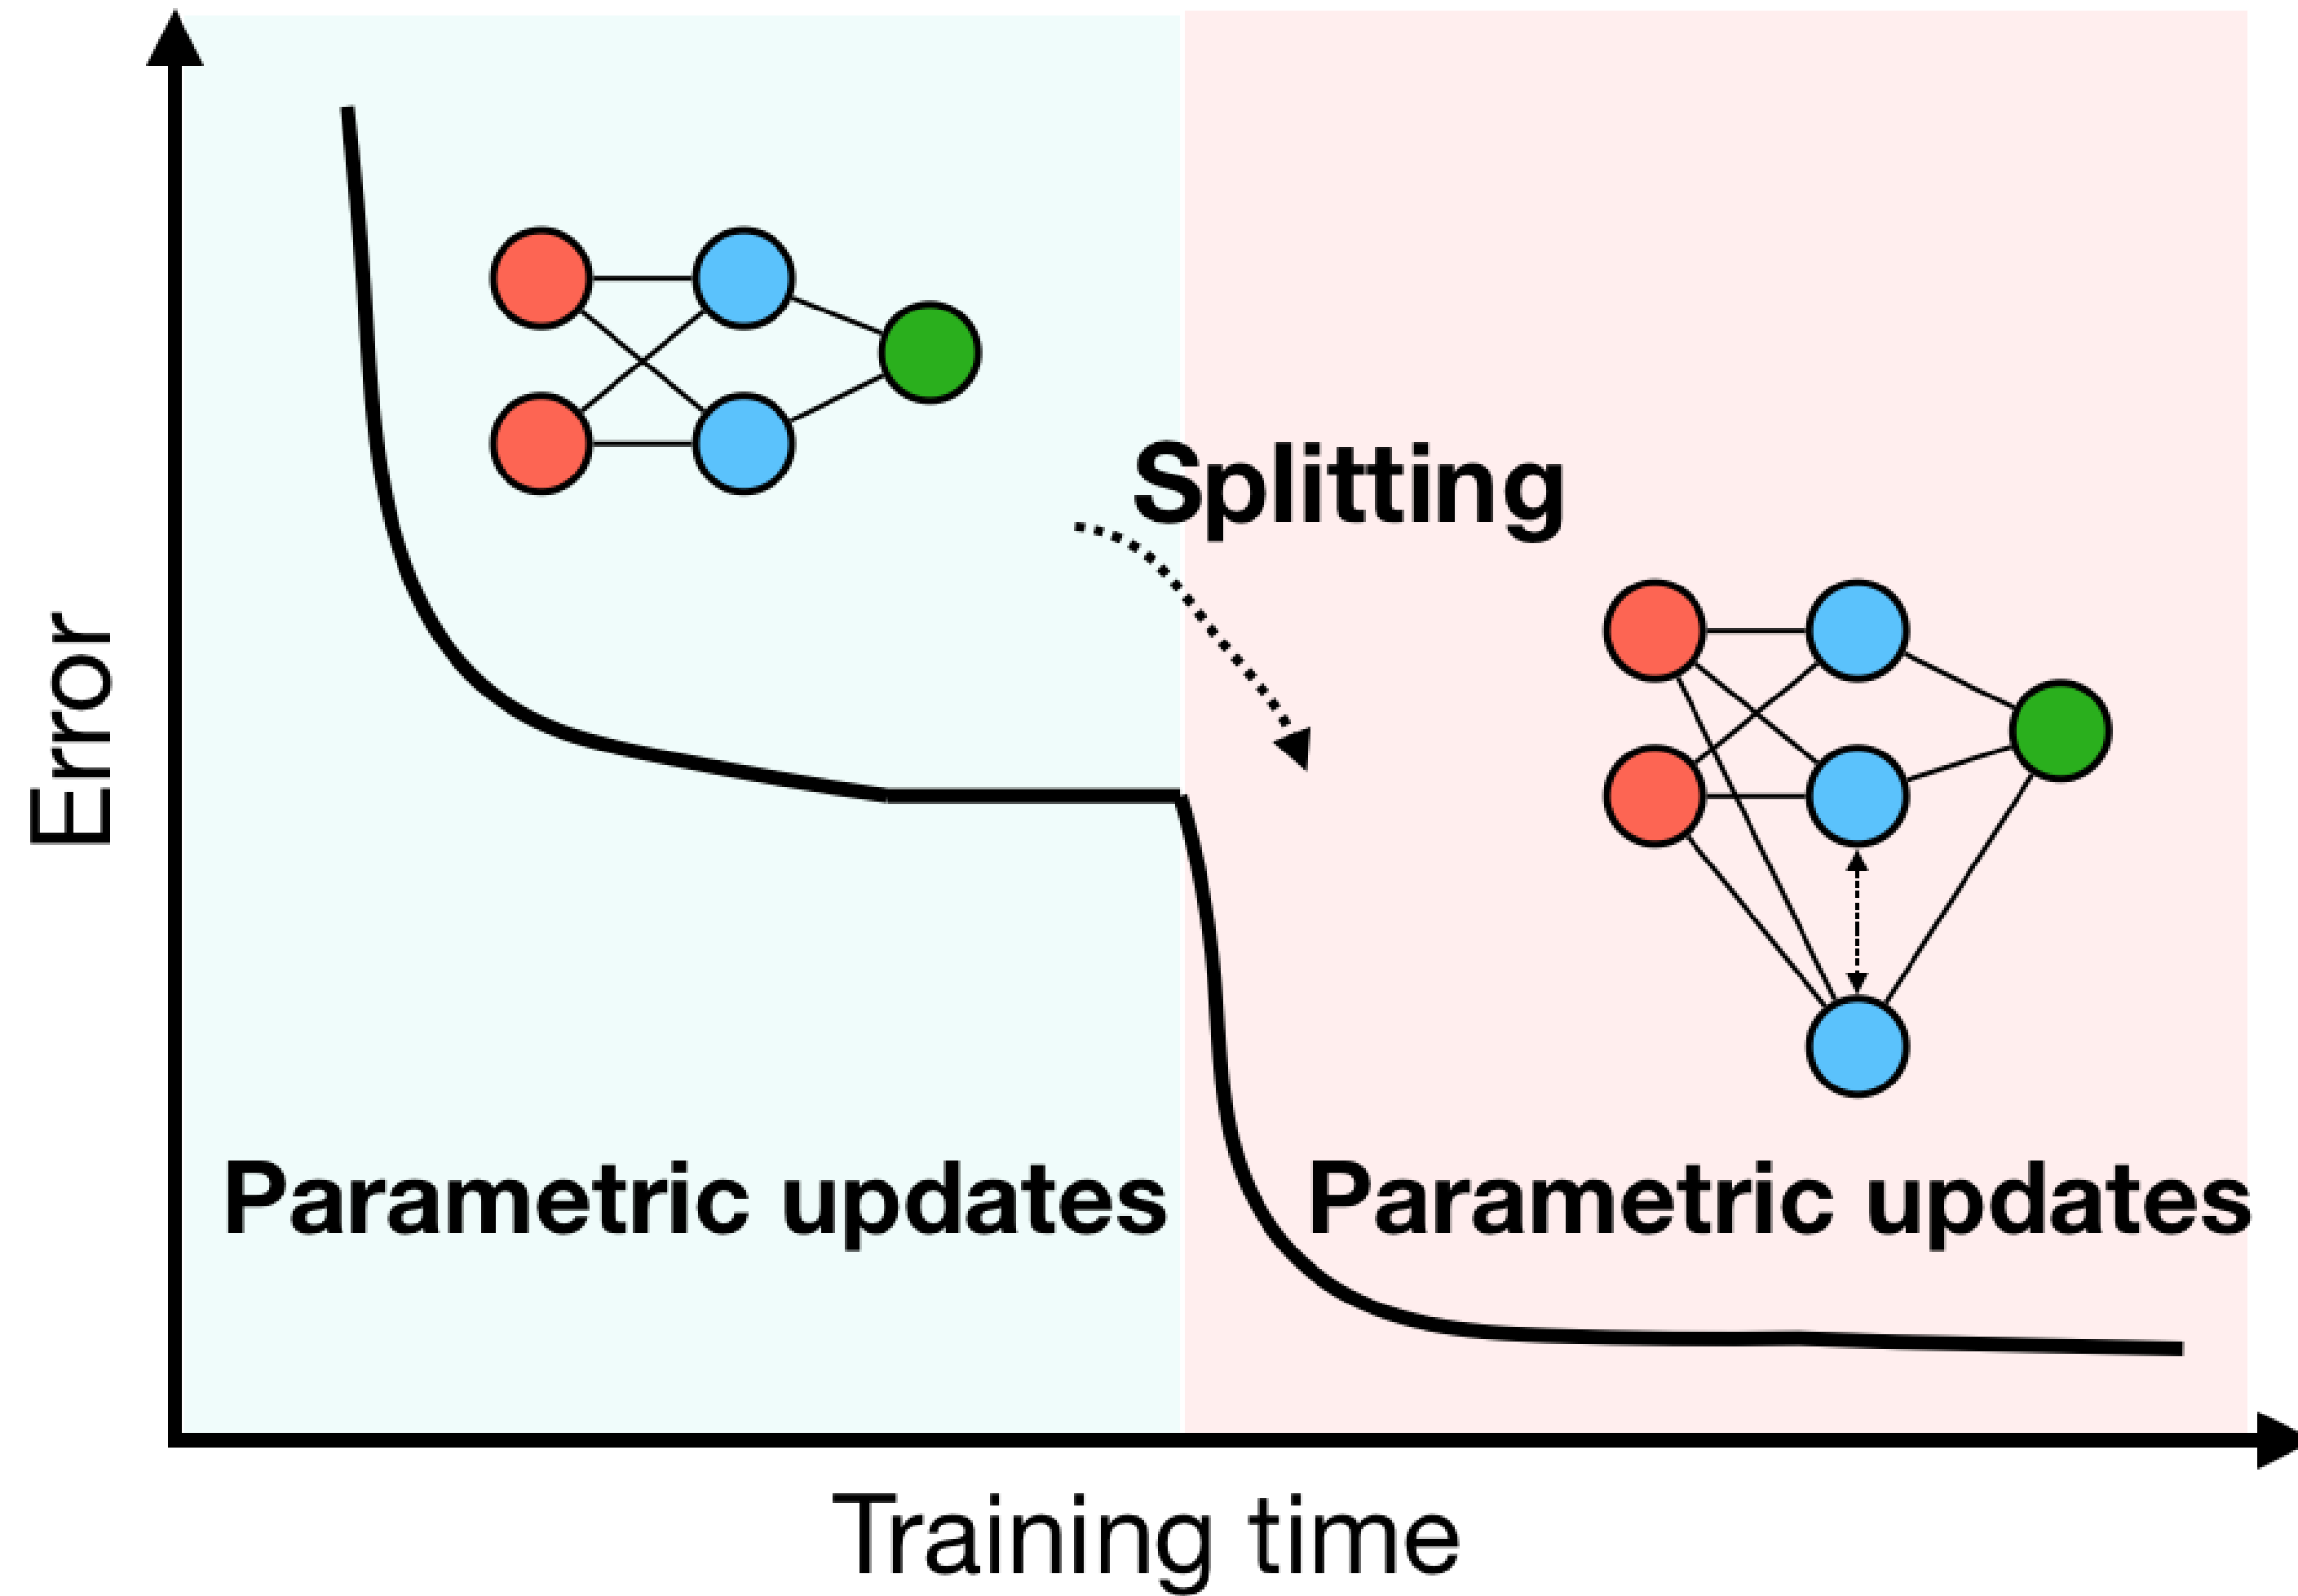 Error
Splitting
Parametric updates
Parametric updates
Training time